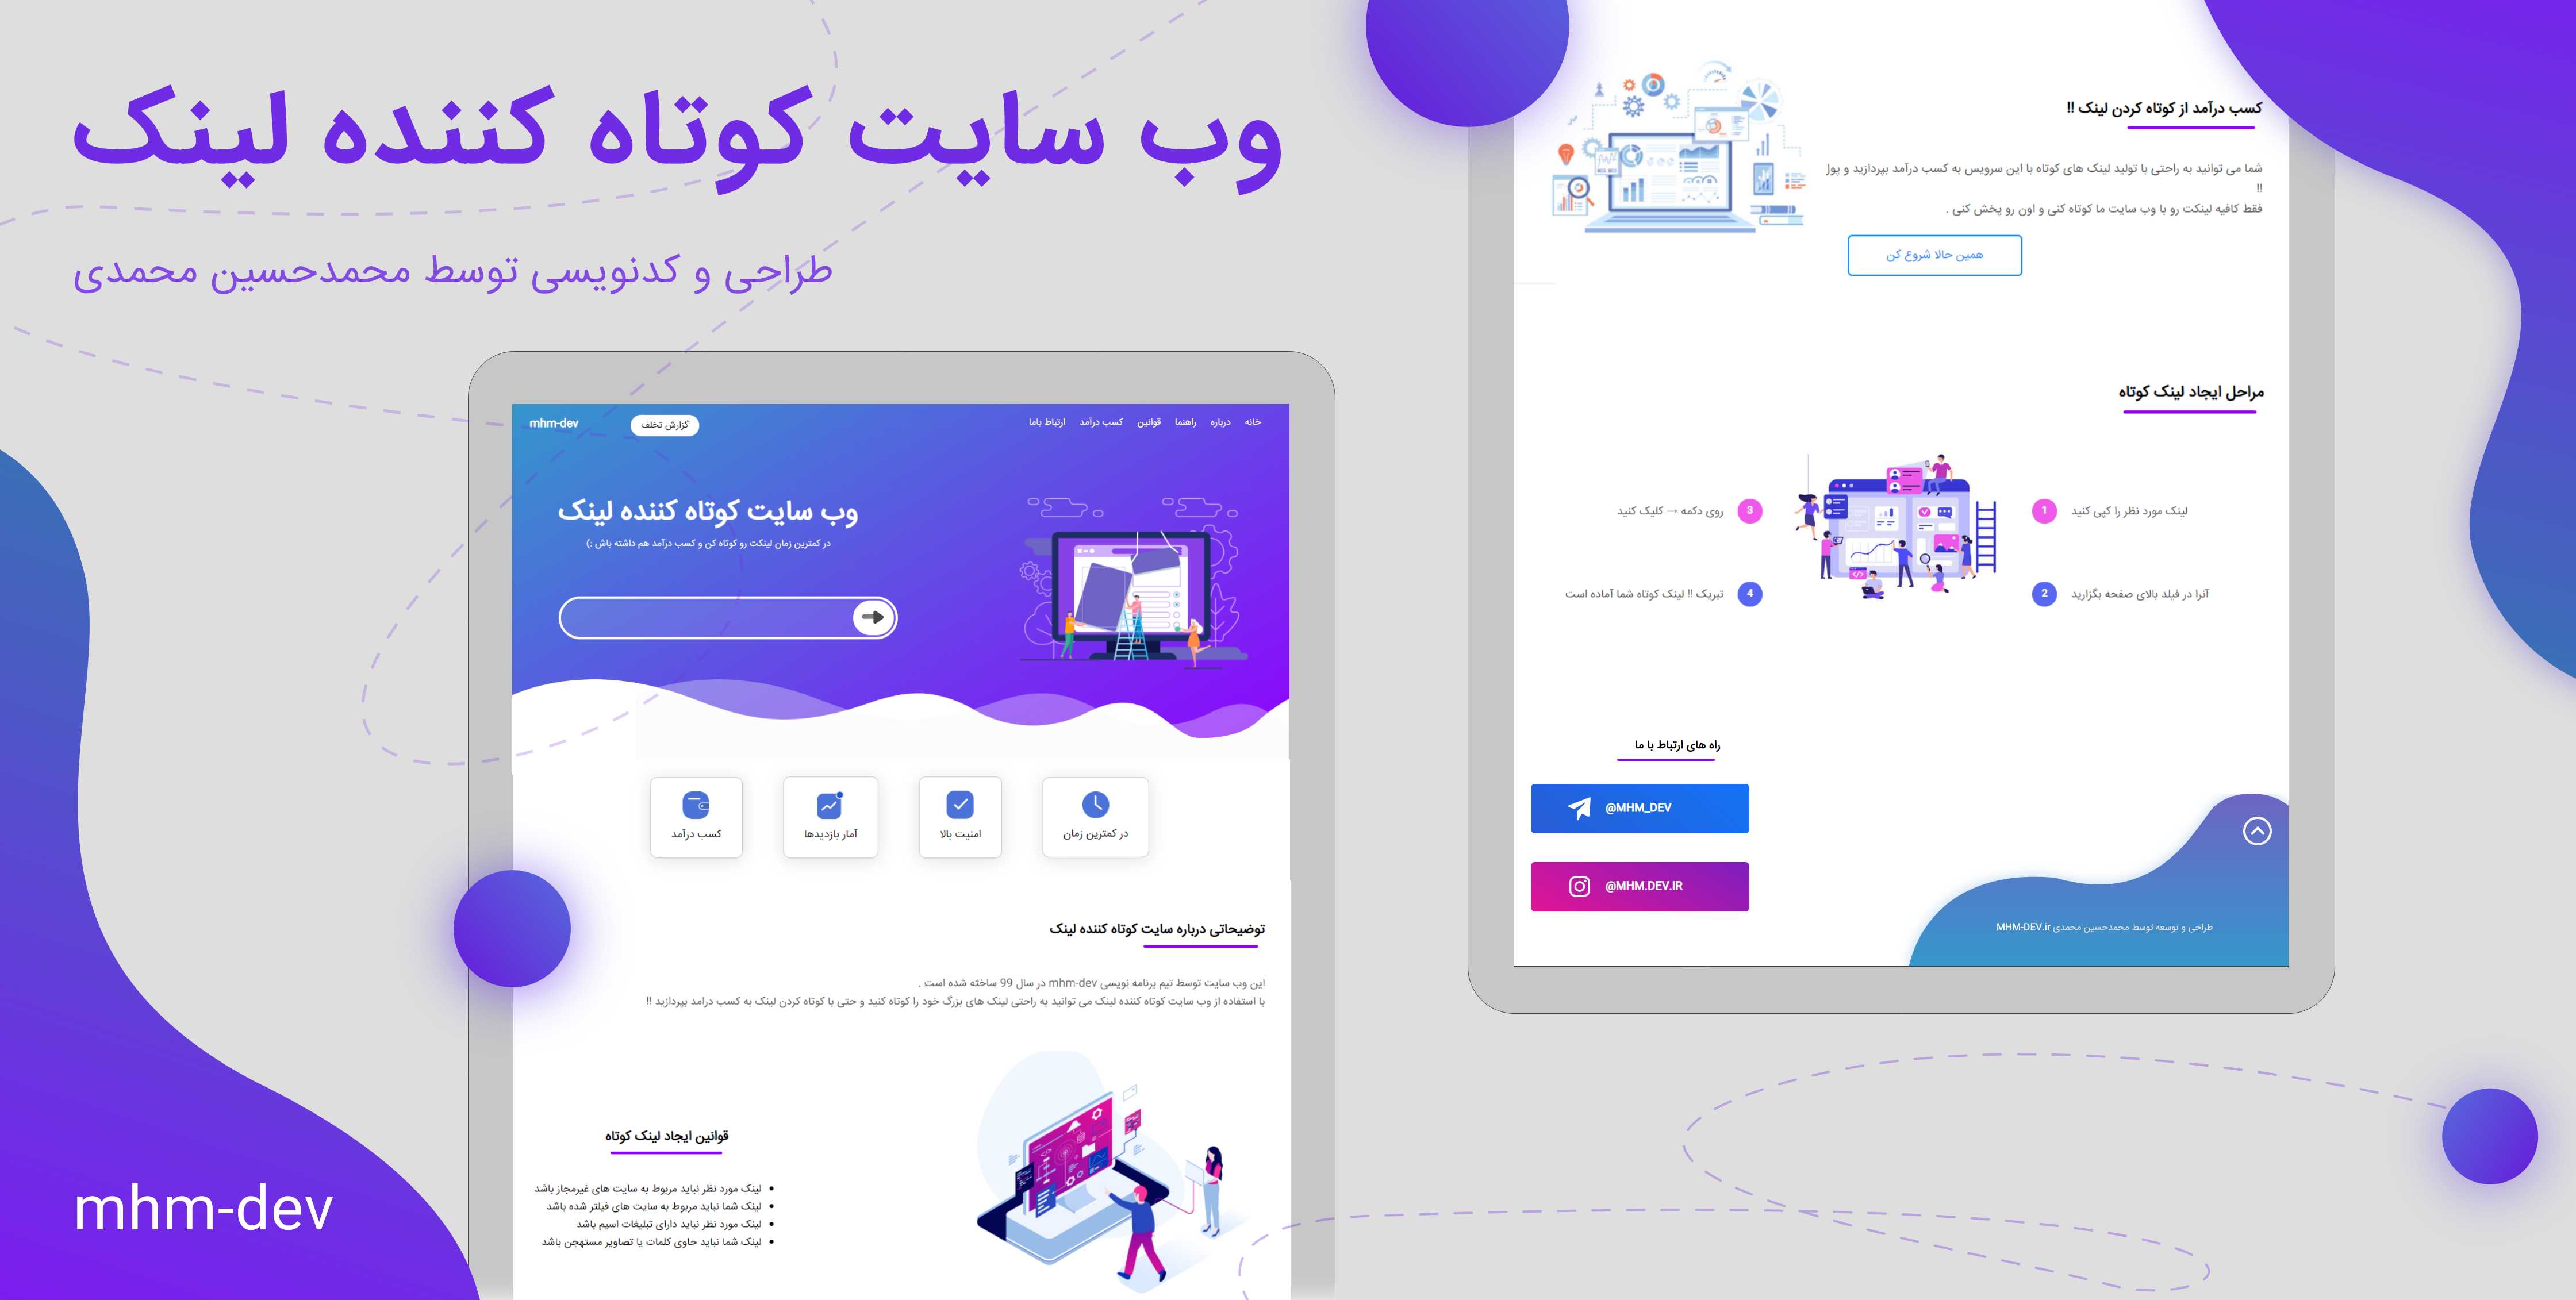 وب سایت کوتاه کننده لینک
طراحی و کدنویسی توسط محمدحسین محمدی
خانه درباره راهنما قوانین کسب درآمد ارتباط باما
گزارش تخلف
mhm-dev
وب سایت کوتاه کننده لینک
در کمترین زمان لینکت رو کوتاه کن و کسب درآمد هم داشته باش :)
در کمترین زمان
امنیت بالا
آمار بازدیدها
کسب درآمد
توضیحاتی درباره سایت کوتاه کننده لینک
این وب سایت توسط تیم برنامه نویسی mhm-dev در سال 99 ساخته شده است .
با استفاده از وب سایت کوتاه کننده لینک می توانید به راحتی لینک های بزرگ خود را کوتاه کنید و حتی با کوتاه کردن لینک به کسب درامد بپردازید !!
قوانین ایجاد لینک کوتاه
• لینک مورد نظر نباید مربوط به سایت های غیرمجاز باشد
• لینک شما نباید مربوط به سایت های فیلتر شده باشد
• لینک مورد نظر نباید دارای تبلیغات اسپم باشد
• لینک شما نباید حاوی کلمات یا تصاویر مستهجن باشد
mhm-dev
کسب درآمد از کوتاه کردن لینک !!
شما می توانید به راحتی با تولید لینک های کوتاه با این سرویس به کسب درآمد بپردازید و پوز
!!
فقط کافیه لینکت رو با وب سایت ما کوتاه کنی و اون رو پخش کنی .
همین حالا شروع کن
مراحل ایجاد لینک کوتاه
1 لینک مورد نظر را کپی کنید
2 آنرا در فیلد بالای صفحه بگزارید
3 روی دکمه → کلیک کنید
4 تبریک !! لینک کوتاه شما آماده است
راه های ارتباط با ما
@MHM_DEV
@MHM.DEV.IR
طراحی و توسعه توسط محمدحسین محمدی MHM-DEV.ir